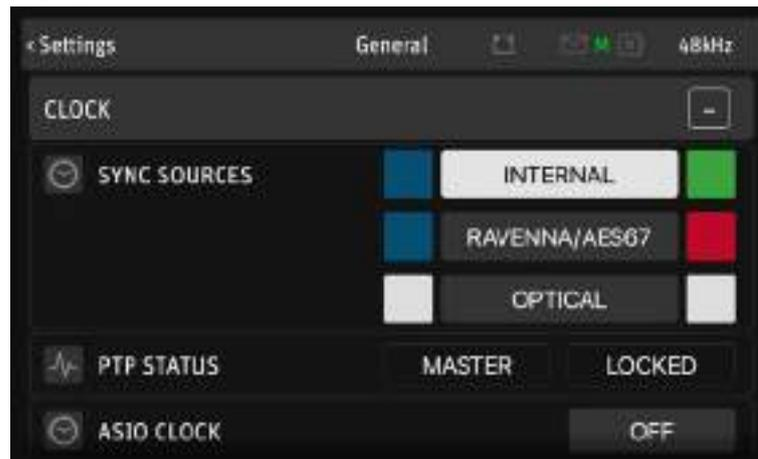 < Settings General M 48kHz
CLOCK -
SYNC SOURCES INTERNAL
RAVENNA/AES67
OPTICAL
PTP STATUS MASTER LOCKED
ASIO CLOCK OFF